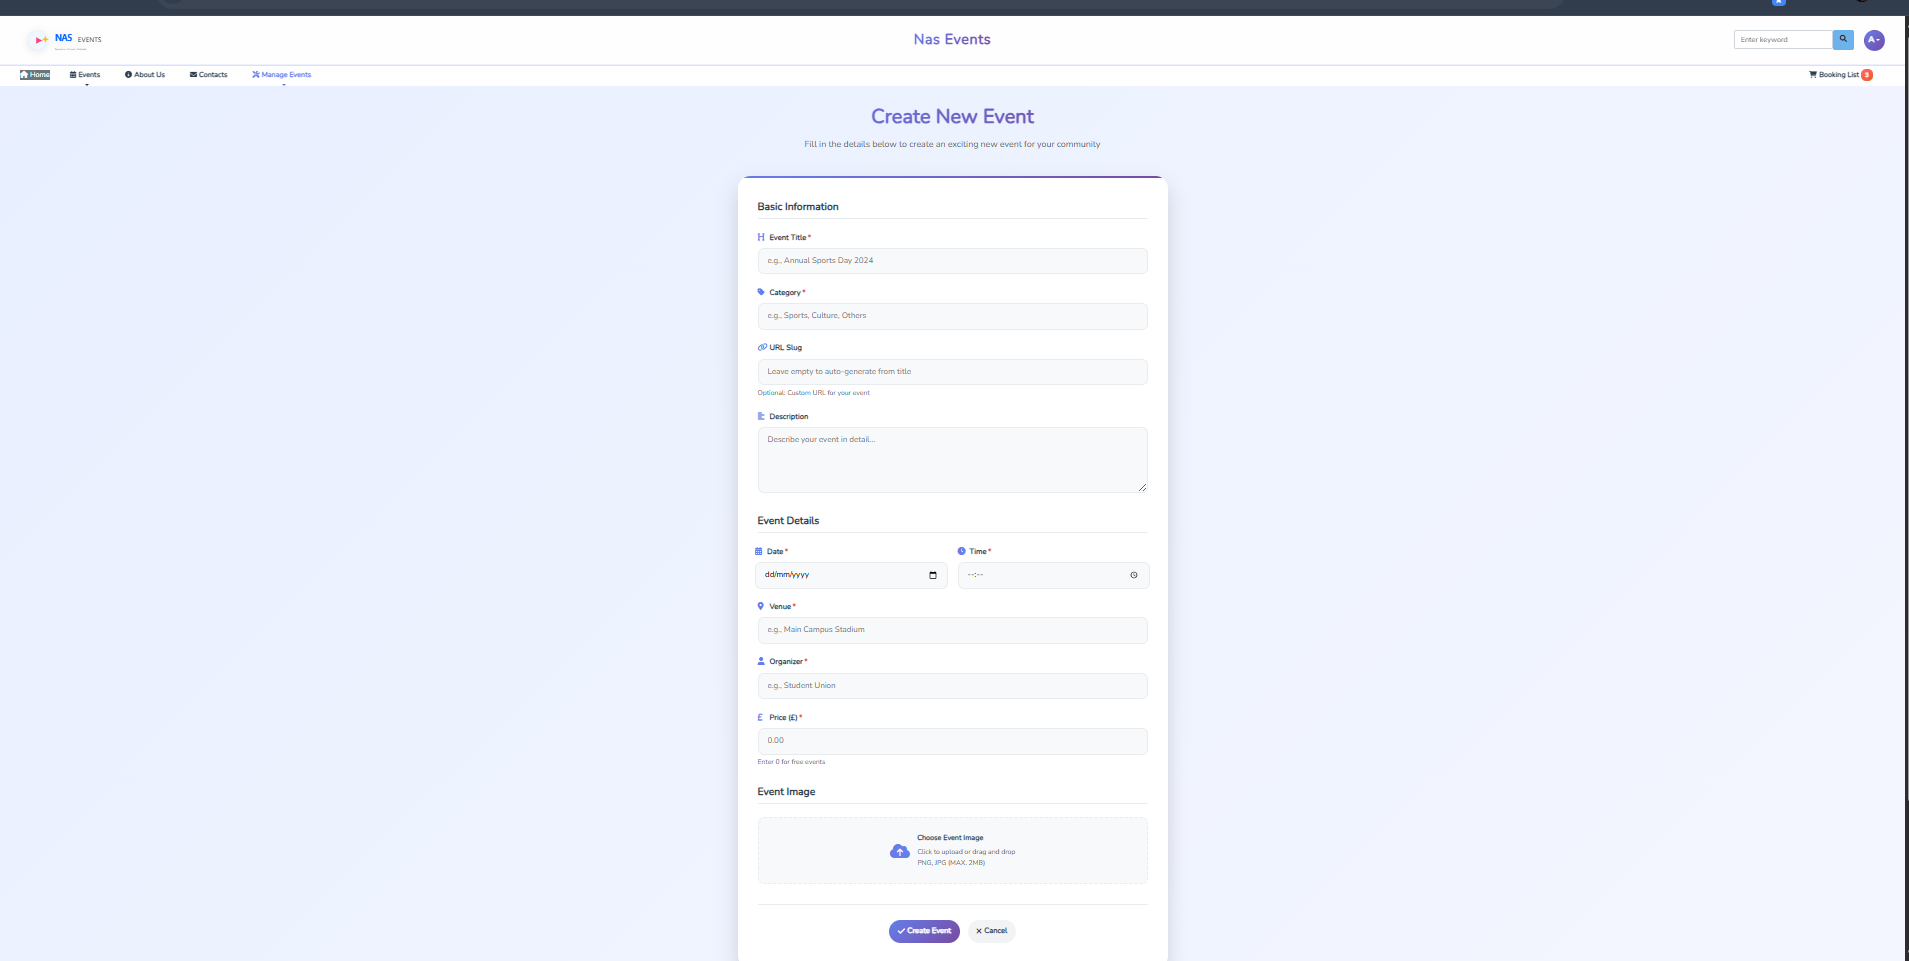 NAS EVENTS
Nas Events
Enter keyword
A
Home
Events
About Us
Contacts
Manage Events
Booking List 3
Create New Event
Fill in the details below to create an exciting new event for your community
Basic Information
Event Title *
e.g., Annual Sports Day 2024
Category *
e.g., Sports, Culture, Others
URL Slug
Leave empty to auto-generate from title
Optional: Custom URL for your event
Description
Describe your event in detail...
Event Details
Date *
Time *
dd/mm/yyyy
--:--
Venue *
e.g., Main Campus Stadium
Organizer *
e.g., Student Union
£ Price (£) *
0.00
Enter 0 for free events
Event Image
Choose Event Image
Click to upload or drag and drop
PNG, JPG (MAX. 2MB)
Create Event
Cancel